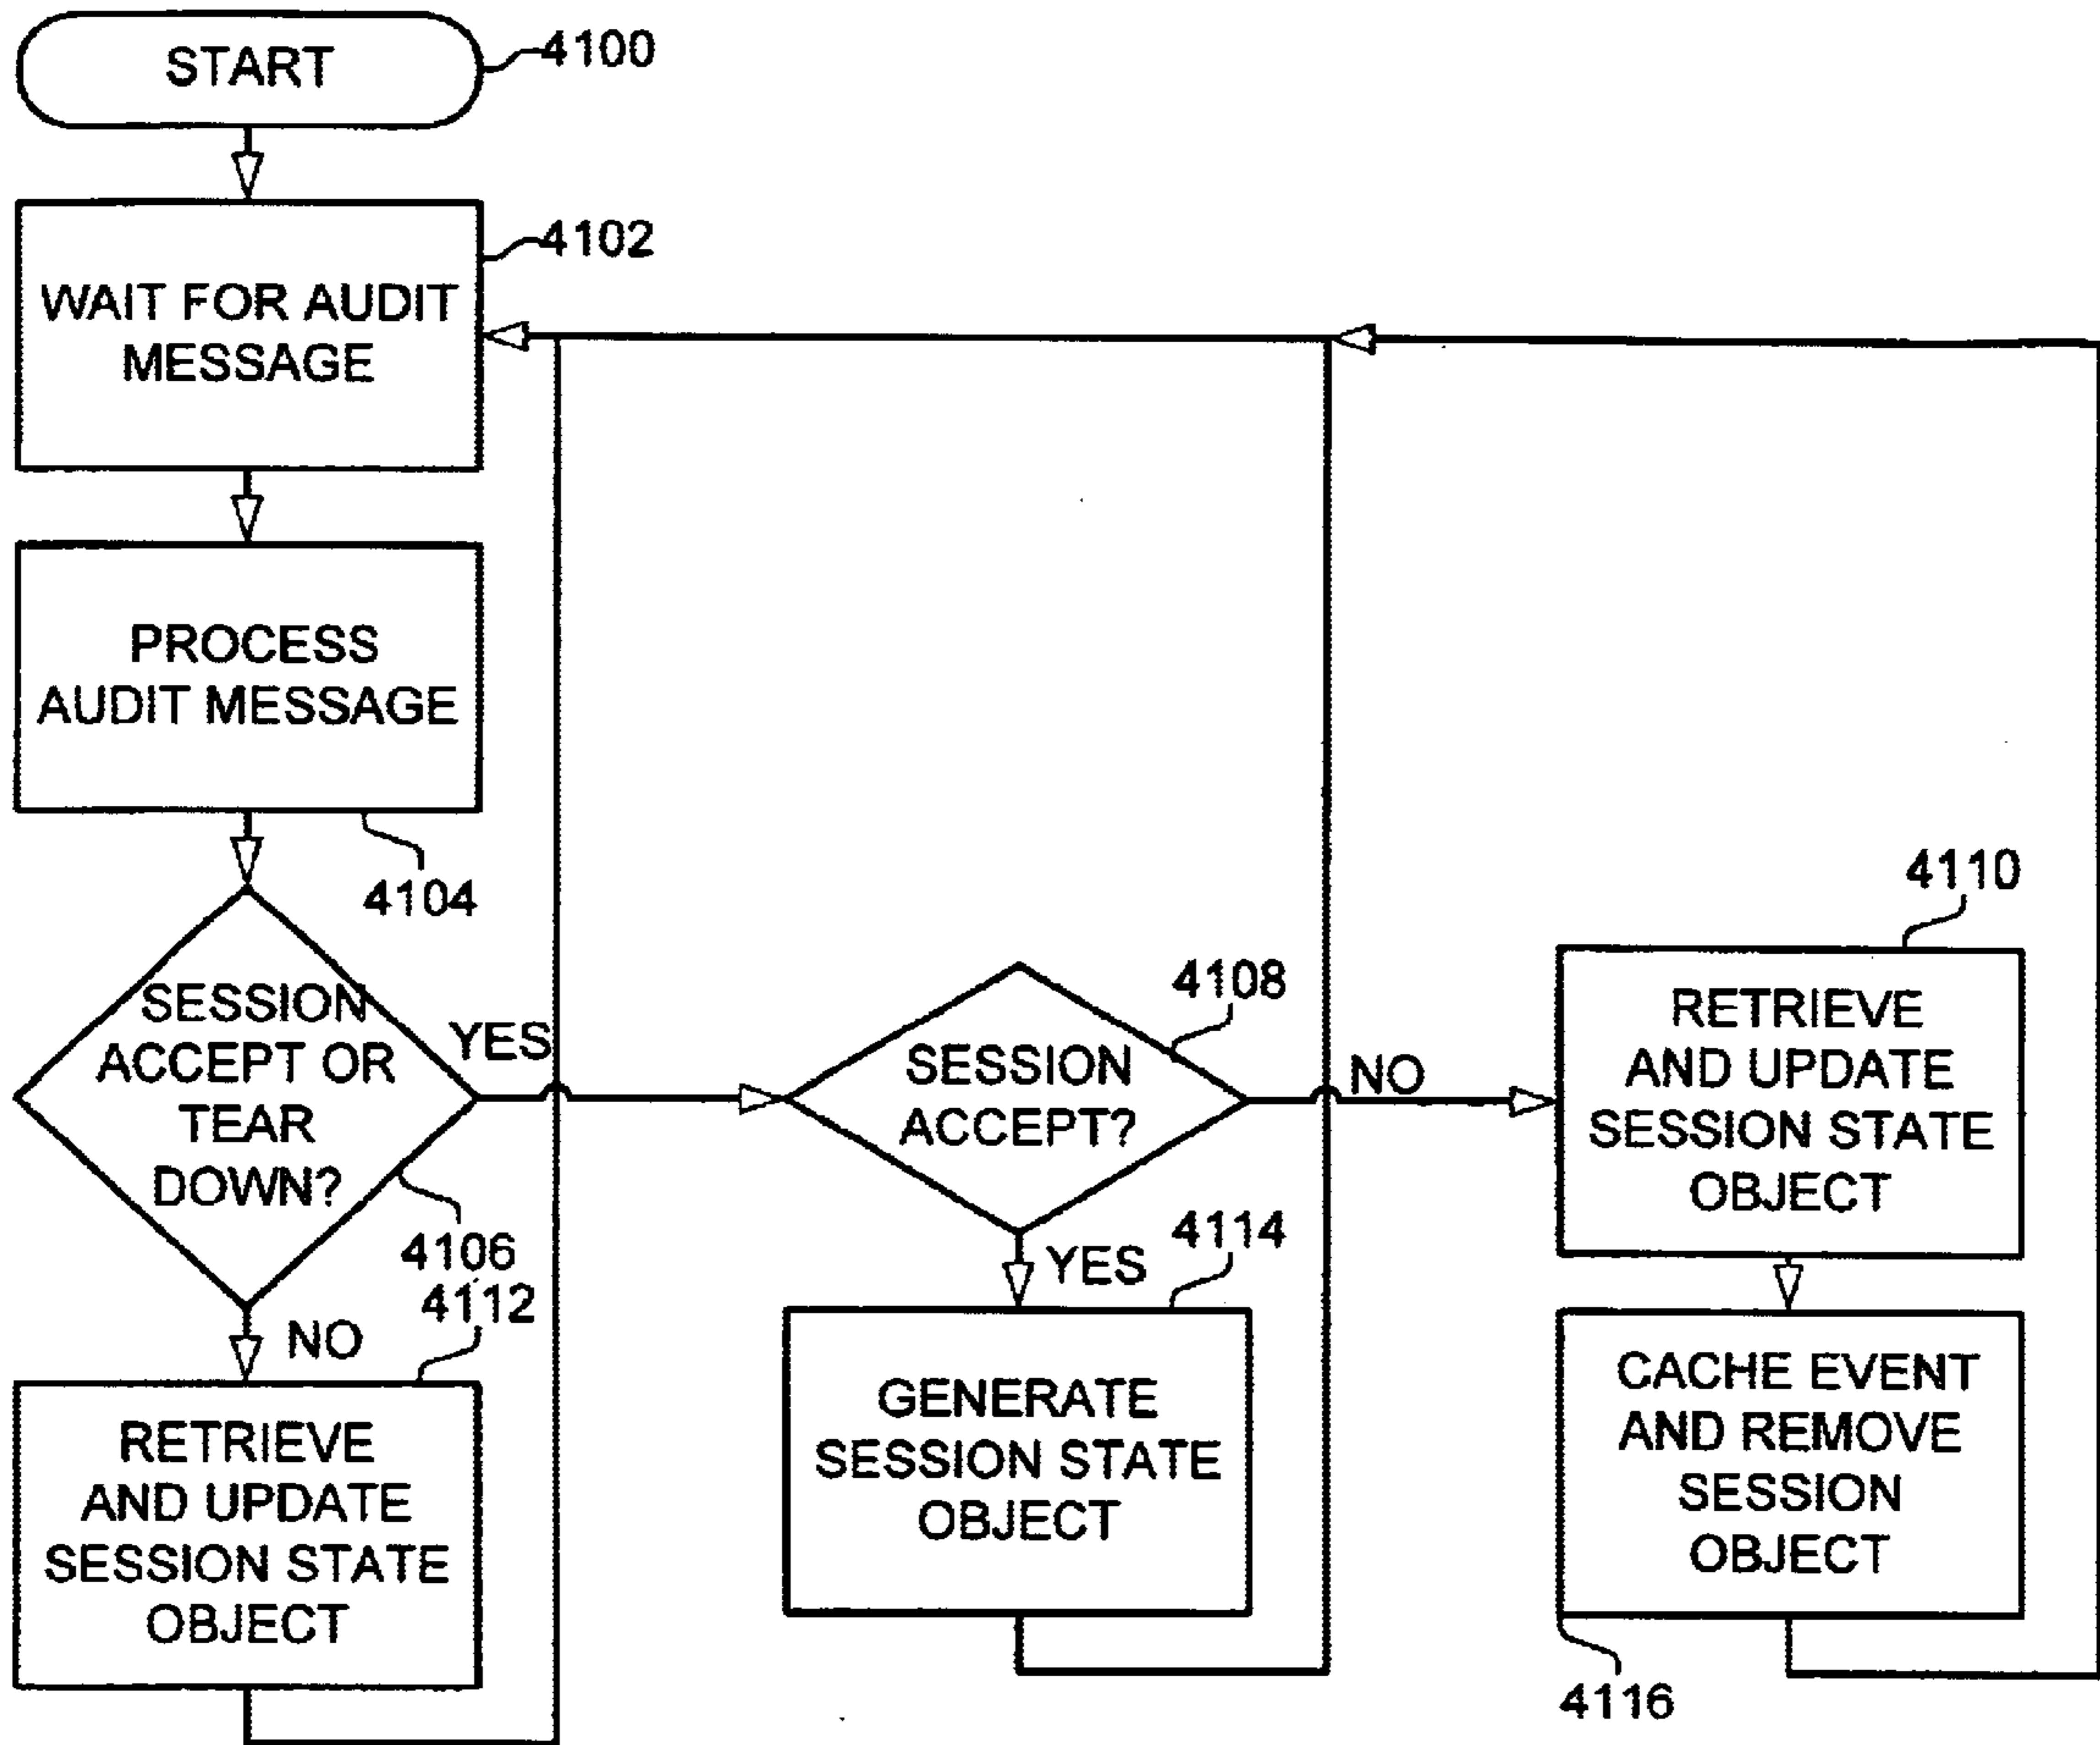 START
4100
4102
WAIT FOR AUDIT
MESSAGE
PROCESS
AUDIT MESSAGE
4104
SESSION
ACCEPT OR
TEAR
DOWN?
YES
4106
NO
4112
RETRIEVE
AND UPDATE
SESSION STATE
OBJECT
4108
SESSION
ACCEPT?
NO
YES
4114
GENERATE
SESSION STATE
OBJECT
4110
RETRIEVE
AND UPDATE
SESSION STATE
OBJECT
CACHE EVENT
AND REMOVE
SESSION
OBJECT
4116